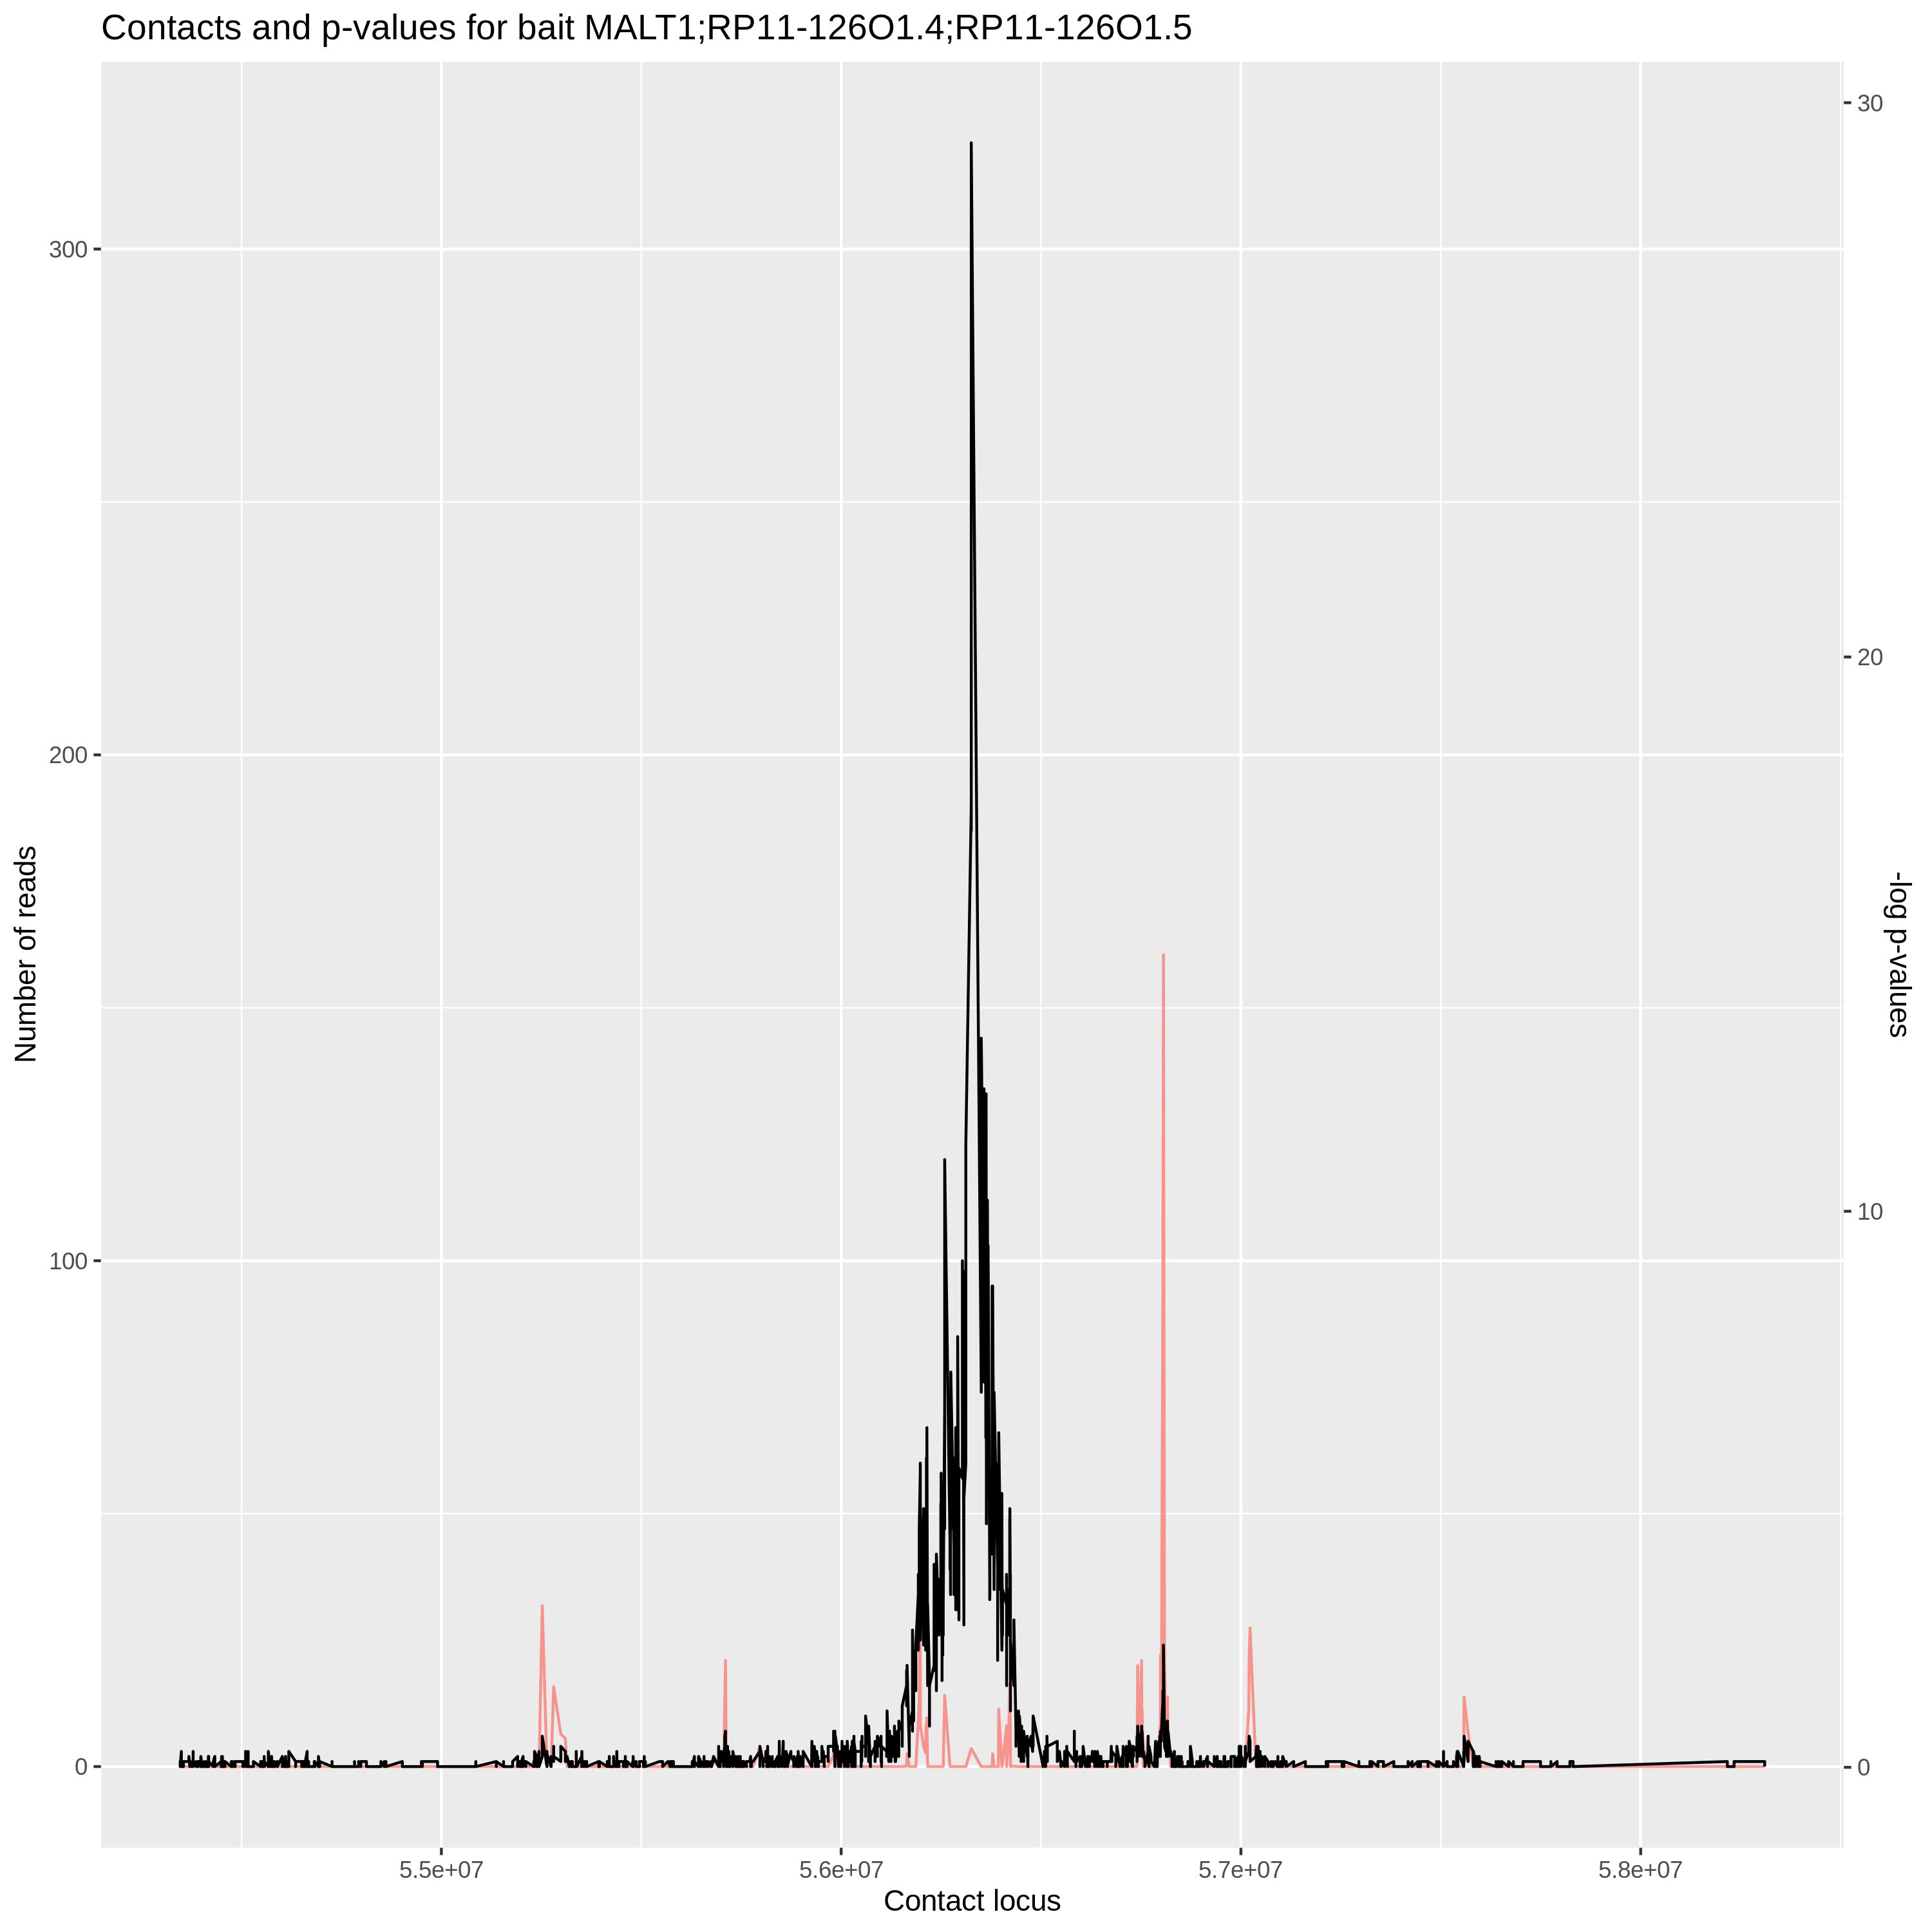 Contacts and p-values for bait MALT1;RP11-126O1.4;RP11-126O1.5
30
300
20
200
Number of reads
-log p-values
10
100
0
0
5.5e+07
5.6e+07
5.7e+07
5.8e+07
Contact locus